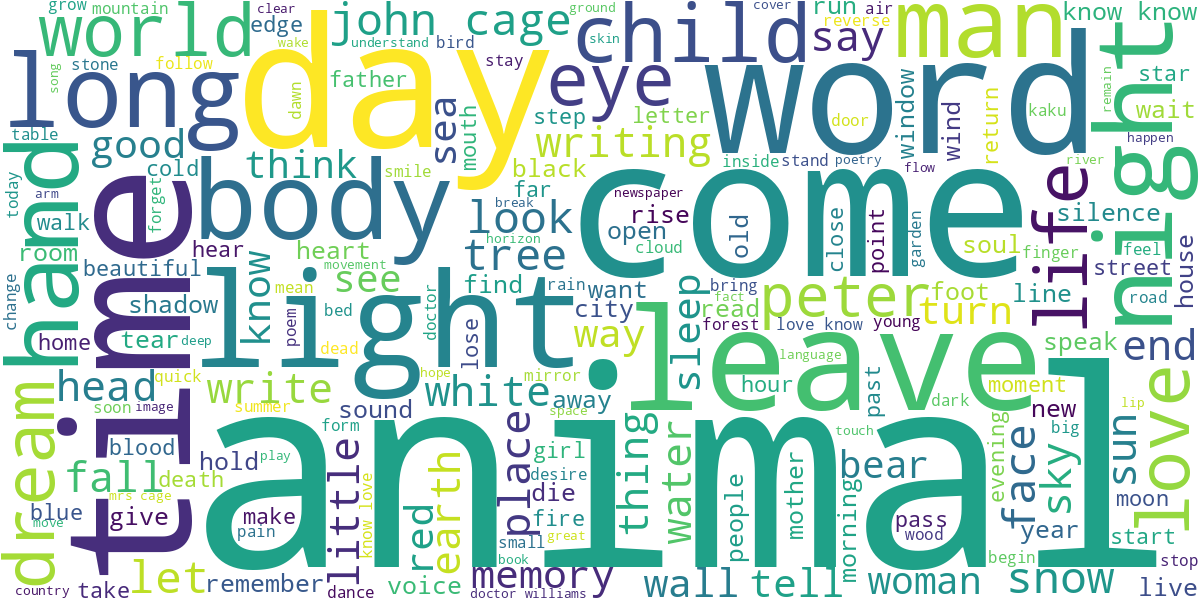 grow mountain clear john cage ground cover run air know know
world edge wake understand bird child say reverse man
stone follow stay skin song
long day father eye word star remain
table dawn sea mouth step letter window wind return kaku wait
good think writing door happen
hand cold smile black inside stand poetry flow river night
today arm body far newspaper life
walk forget look break rise open old close point garden soul silence
room hear heart horizon cloud come finger feel
beautiful time movement tree street house
change shadow know see find rain want bring peter foot line road
mean doctor city sleep read fact turn
home tear deep poem bed light lose way forest love know young speak end
dead leave language
dream head quick write hope white mirror hour past moment
soon image summer sound away space dark new lip
blood form girl touch evening big love
fall hold play little animal place desire thing water bear face sky sun
death mrs cage know love earth die people mother morning moon
blue give make red fire pass year
move pain small great wood start
let remember book memory begin stop
country take dance voice doctor williams wall tell woman snow live